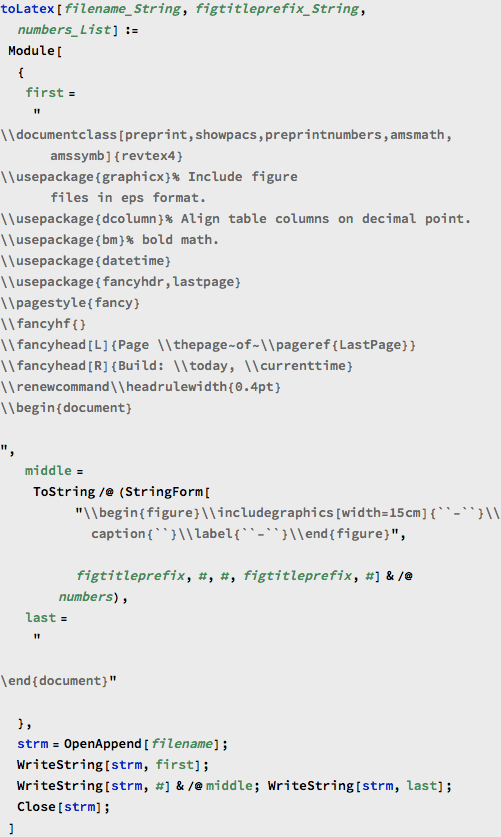 toLatex[filename_String, figtitleprefix_String,
numbers_List] :=
Module[
{
first =
"
\\documentclass[preprint,showpacs,preprintnumbers,amsmath,
amssymb]{revtex4}
\\usepackage{graphicx}% Include figure
files in eps format.
\\usepackage{dcolumn}% Align table columns on decimal point.
\\usepackage{bm}% bold math.
\\usepackage{datetime}
\\usepackage{fancyhdr,lastpage}
\\pagestyle{fancy}
\\fancyhf{}
\\fancyhead[L]{Page \\thepage~of~\\pageref{LastPage}}
\\fancyhead[R]{Build: \\today, \\currenttime}
\\renewcommand\\headrulewidth{0.4pt}
\\begin{document}
",
middle =
ToString /@ (StringForm[
"\\begin{figure}\\includegraphics[width=15cm]{``-``}\\
caption{``}\\label{``-``}\\end{figure}",
figtitleprefix, #, #, figtitleprefix, #] & /@
numbers),
last =
"
\end{document}"
},
strm = OpenAppend[filename];
WriteString[strm, first];
WriteString[strm, #] & /@ middle; WriteString[strm, last];
Close[strm];
]